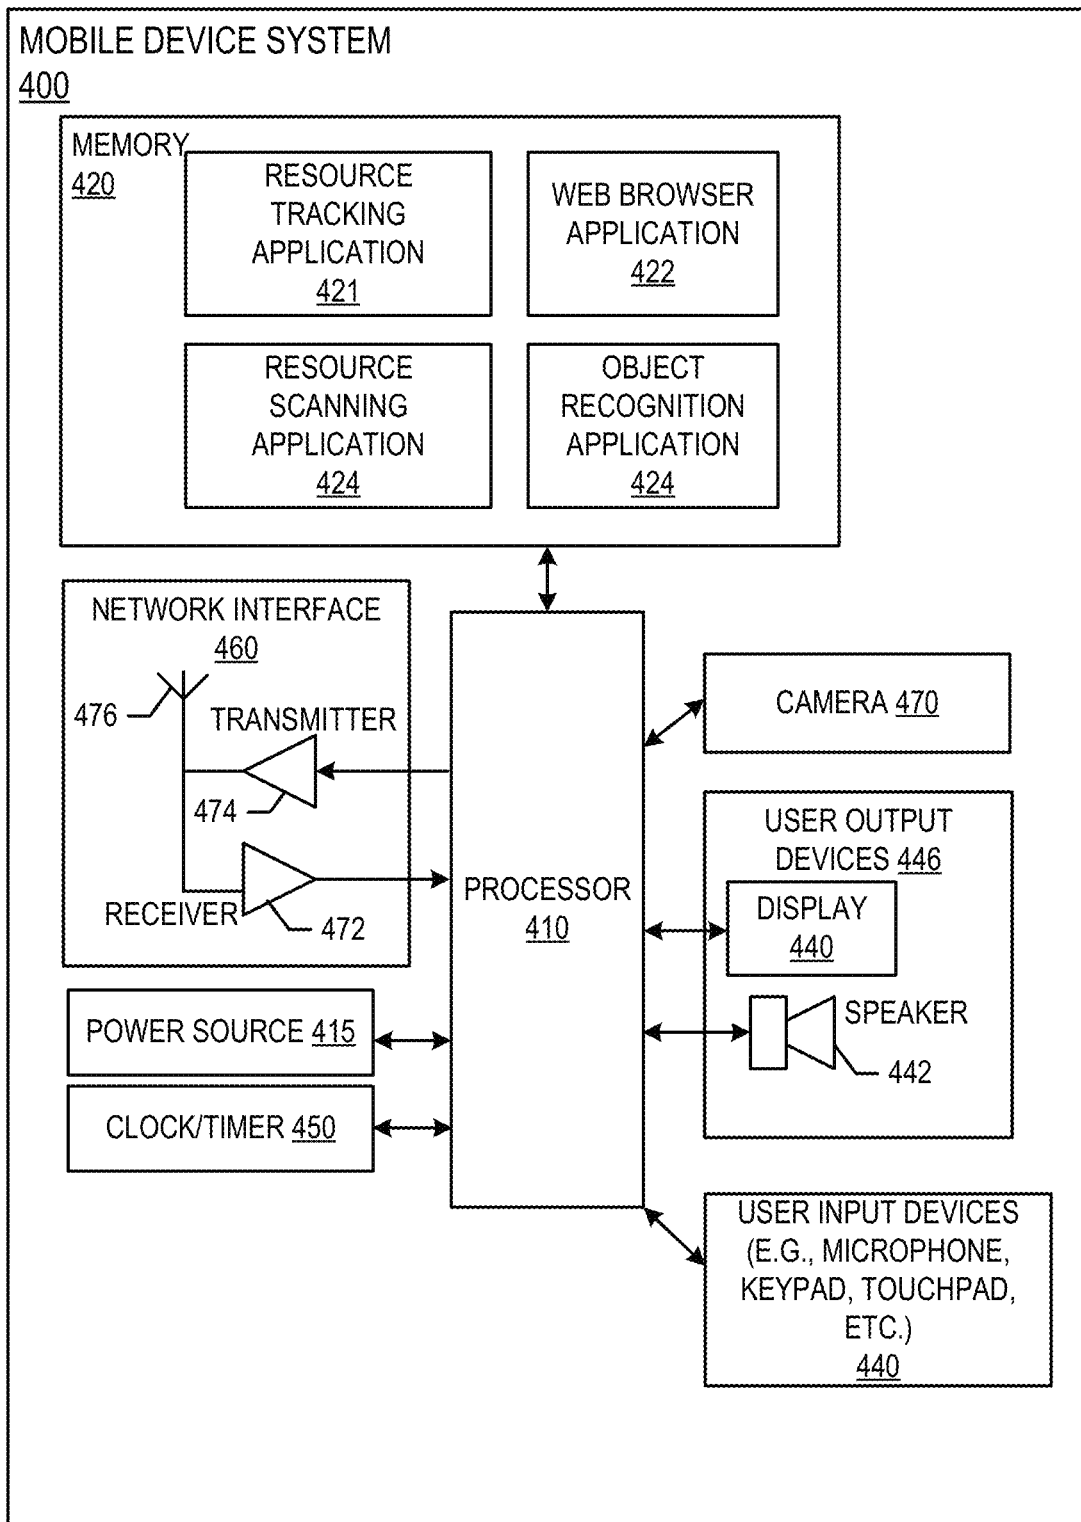 MOBILE DEVICE SYSTEM
400
MEMORY
420
RESOURCE
TRACKING
APPLICATION
421
WEB BROWSER
APPLICATION
422
RESOURCE
SCANNING
APPLICATION
424
OBJECT
RECOGNITION
APPLICATION
424
NETWORK INTERFACE
460
476
TRANSMITTER
474
RECEIVER
472
PROCESSOR
410
CAMERA 470
USER OUTPUT
DEVICES 446
DISPLAY
440
SPEAKER
442
POWER SOURCE 415
CLOCK/TIMER 450
USER INPUT DEVICES
(E.G., MICROPHONE,
KEYPAD, TOUCHPAD,
ETC.)
440